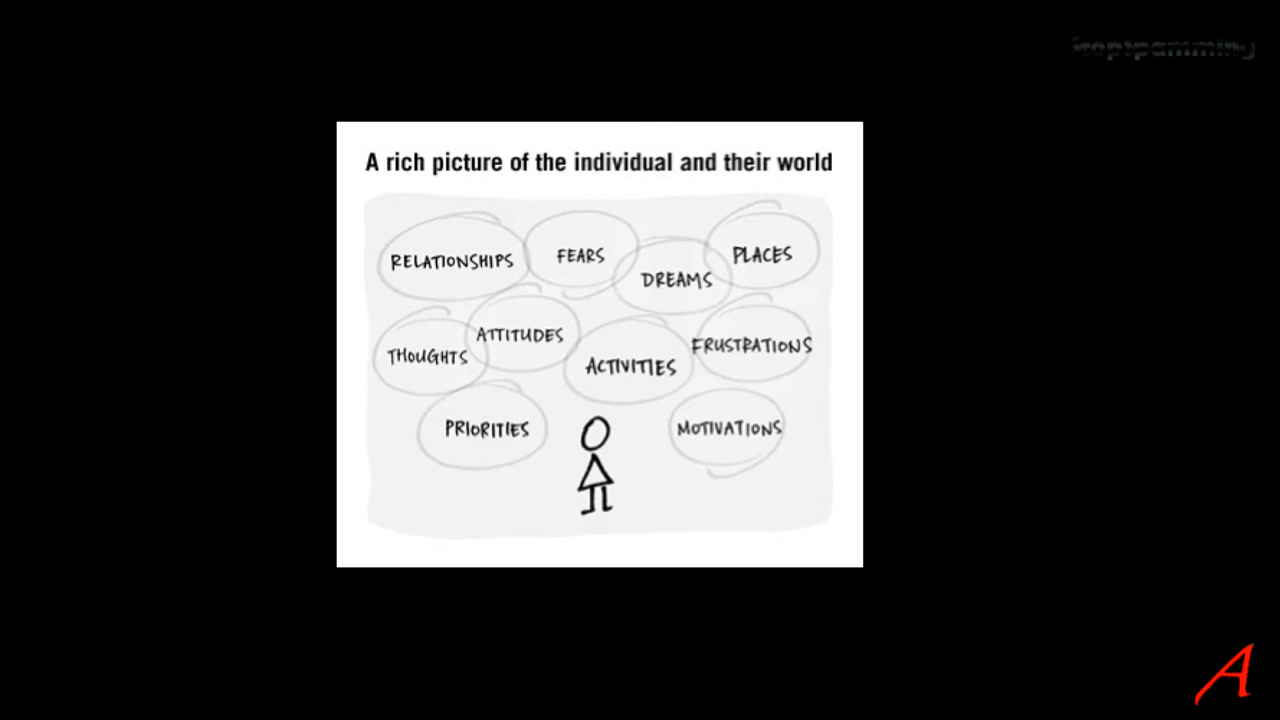 A rich picture of the individual and their world
RELATIONSHIPS
FEARS
DREAMS
PLACES
THOUGHTS
ATTITUDES
ACTIVITIES
FRUSTRATIONS
PRIORITIES
MOTIVATIONS
A